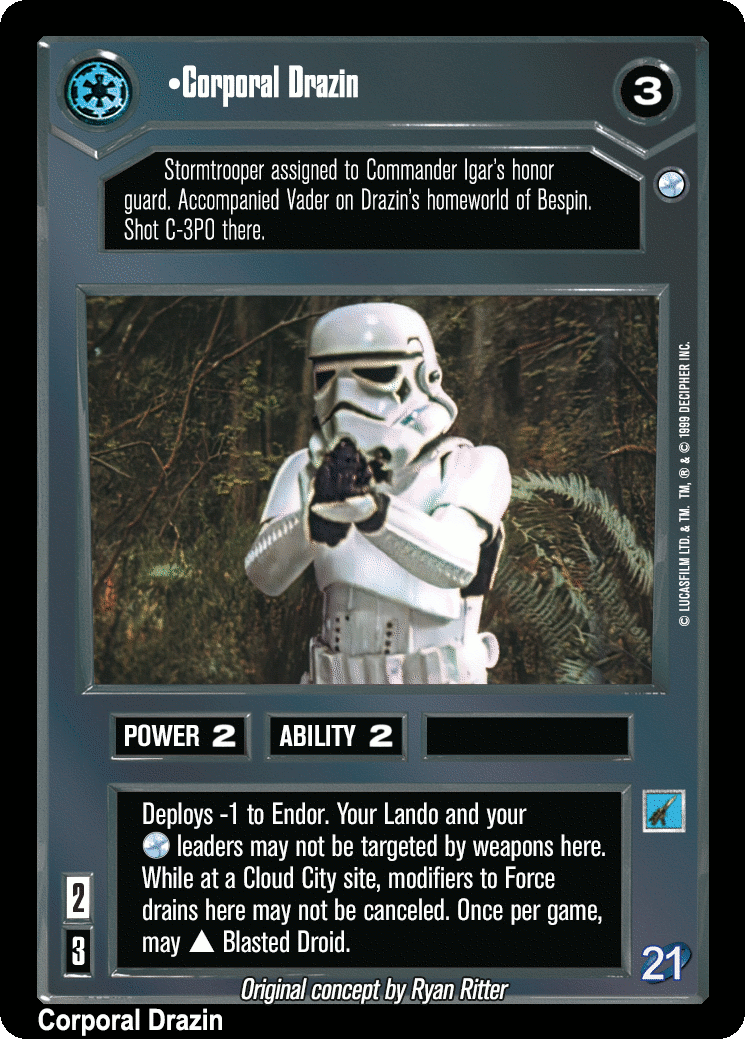 •Corporal Drazin
3
Stormtrooper assigned to Commander Igar's honor
guard. Accompanied Vader on Drazin's homeworld of Bespin.
Shot C-3PO there.
© LUCASFILM LTD. & TM. TM, ® & © 1999 DECIPHER INC.
POWER 2
ABILITY 2
Deploys -1 to Endor. Your Lando and your
leaders may not be targeted by weapons here.
While at a Cloud City site, modifiers to Force
drains here may not be canceled. Once per game,
may ▲ Blasted Droid.
2
3
21
Original concept by Ryan Ritter
Corporal Drazin